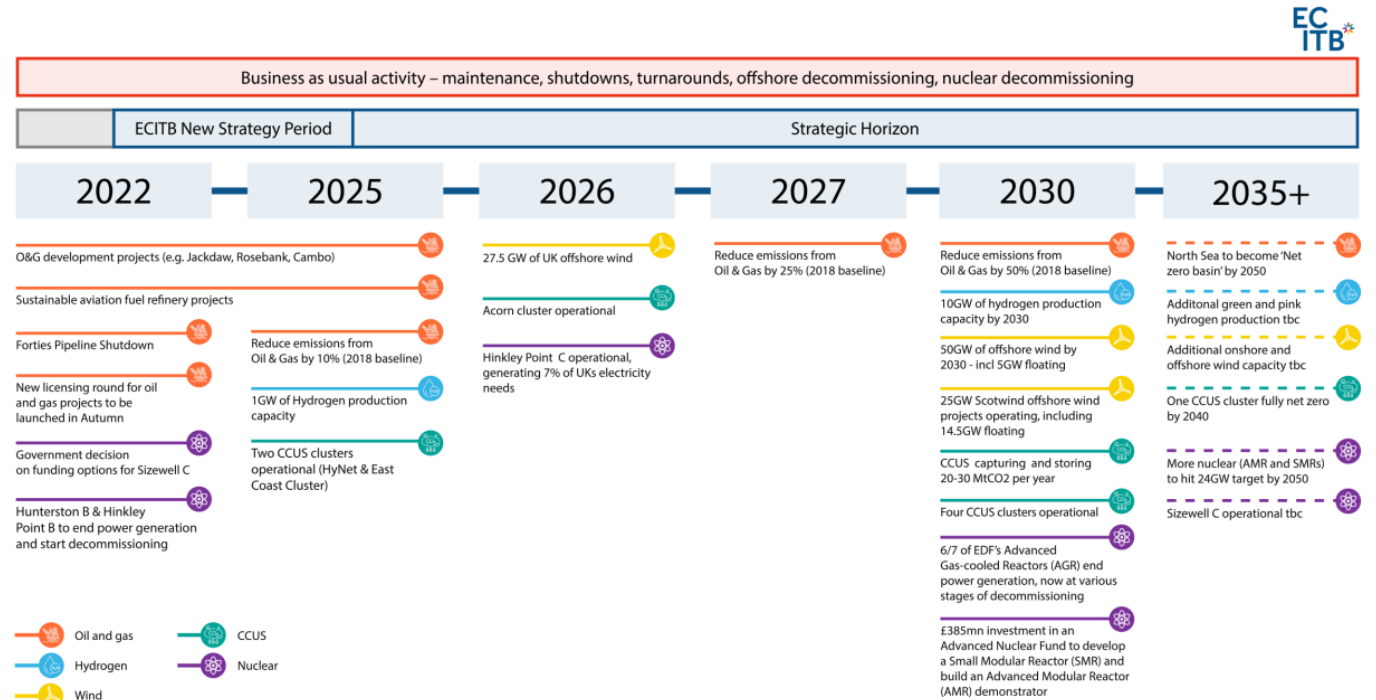 EC
ITB
Business as usual activity – maintenance, shutdowns, turnarounds, offshore decommissioning, nuclear decommissioning
ECITB New Strategy Period
Strategic Horizon
2022
2025
2026
2027
2030
2035+
O&G development projects (e.g. Jackdaw, Rosebank, Cambo)
Sustainable aviation fuel refinery projects
Forties Pipeline Shutdown
New licensing round for oil
and gas projects to be
launched in Autumn
Government decision
on funding options for Sizewell C
Hunterston B & Hinkley
Point B to end power generation
and start decommissioning
Reduce emissions from
Oil & Gas by 10% (2018 baseline)
1GW of Hydrogen production
capacity
Two CCUS clusters
operational (HyNet & East
Coast Cluster)
27.5 GW of UK offshore wind
Acorn cluster operational
Hinkley Point C operational,
generating 7% of UKs electricity
needs
Reduce emissions from
Oil & Gas by 25% (2018 baseline)
Reduce emissions from
Oil & Gas by 50% (2018 baseline)
10GW of hydrogen production
capacity by 2030
50GW of offshore wind by
2030 - incl 5GW floating
25GW Scotwind offshore wind
projects operating, including
14.5GW floating
CCUS capturing and storing
20-30 MtCO2 per year
Four CCUS clusters operational
6/7 of EDF's Advanced
Gas-cooled Reactors (AGR) end
power generation, now at various
stages of decommissioning
£385mn investment in an
Advanced Nuclear Fund to develop
a Small Modular Reactor (SMR) and
build an Advanced Modular Reactor
(AMR) demonstrator
North Sea to become 'Net
zero basin' by 2050
Additonal green and pink
hydrogen production tbc
Additional onshore and
offshore wind capacity tbc
One CCUS cluster fully net zero
by 2040
More nuclear (AMR and SMRs)
to hit 24GW target by 2050
Sizewell C operational tbc
Oil and gas
Hydrogen
Wind
CCUS
Nuclear